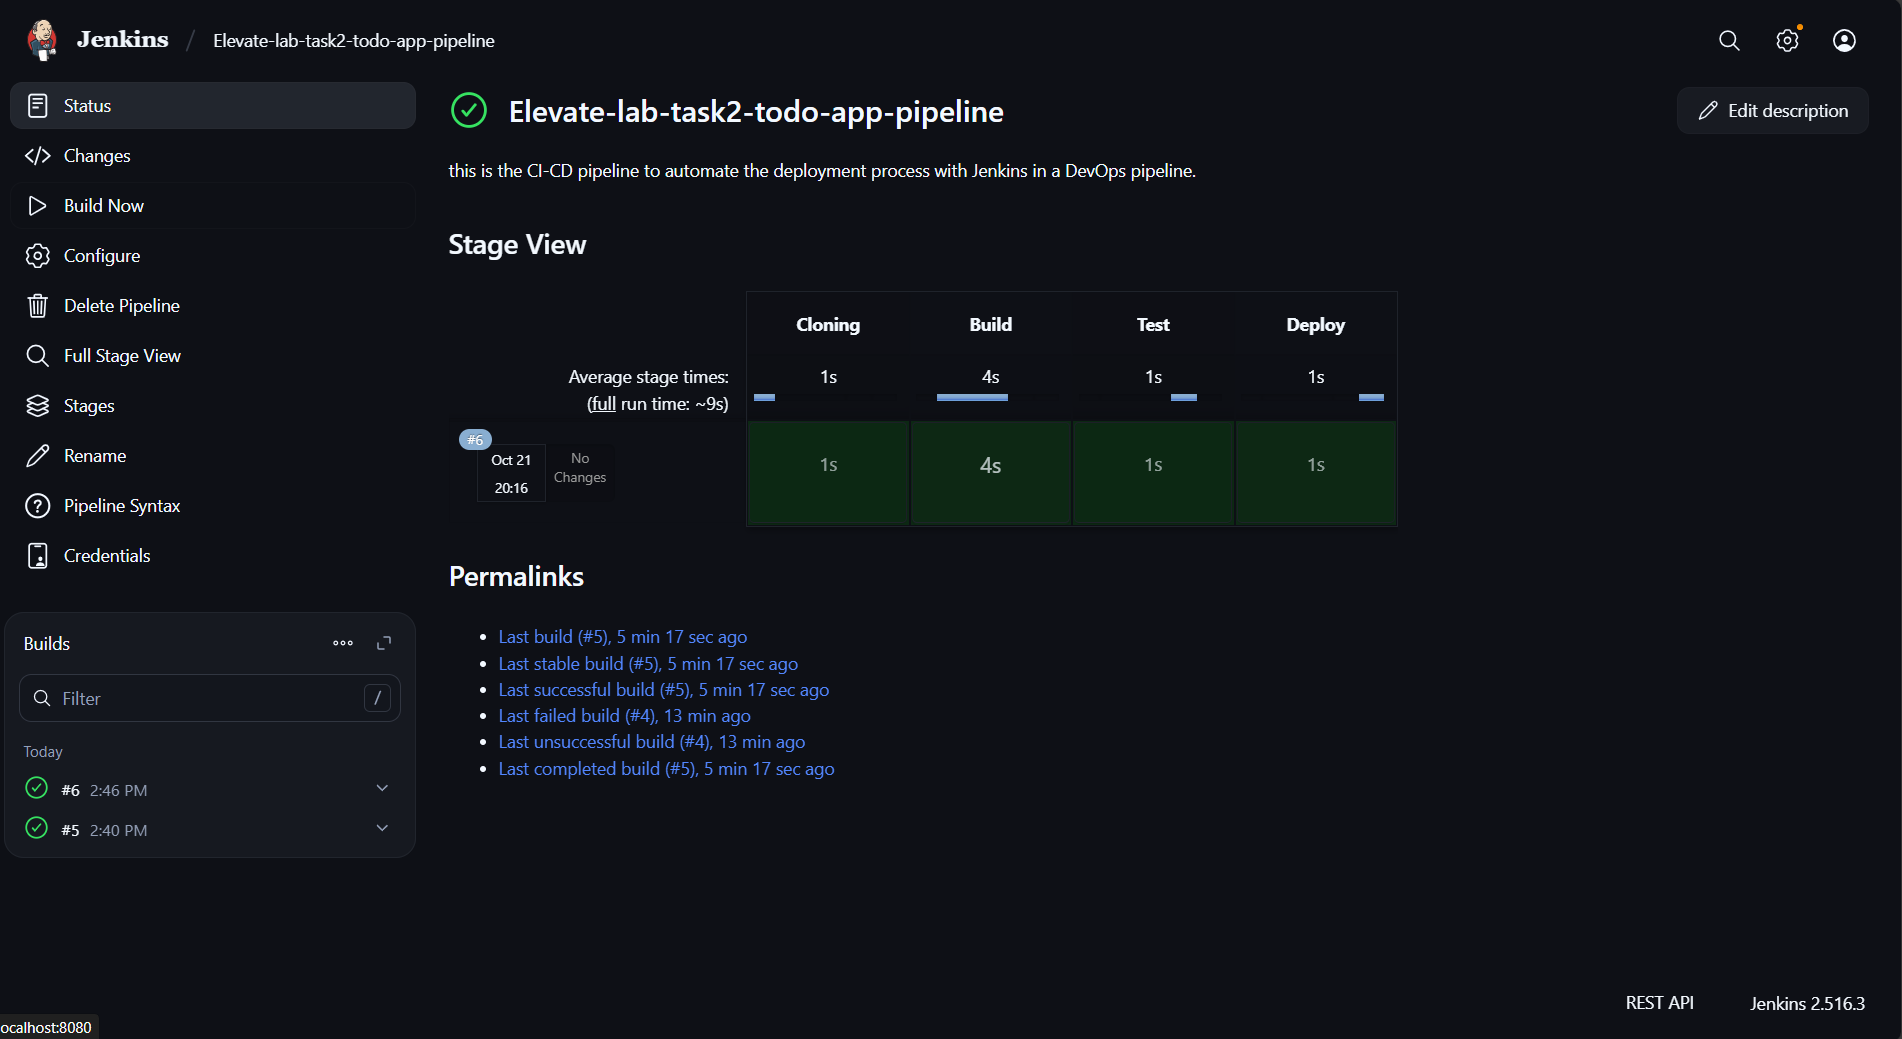 Jenkins / Elevate-lab-task2-todo-app-pipeline
Status
Changes
Build Now
Configure
Delete Pipeline
Full Stage View
Stages
Rename
Pipeline Syntax
Credentials
Builds
Filter /
Today
#6 2:46 PM
#5 2:40 PM
Elevate-lab-task2-todo-app-pipeline
Edit description
this is the CI-CD pipeline to automate the deployment process with Jenkins in a DevOps pipeline.
Stage View
Cloning Build Test Deploy
Average stage times: 1s 4s 1s 1s
(full run time: ~9s)
#6
Oct 21
20:16
No
Changes
1s 4s 1s 1s
Permalinks
Last build (#5), 5 min 17 sec ago
Last stable build (#5), 5 min 17 sec ago
Last successful build (#5), 5 min 17 sec ago
Last failed build (#4), 13 min ago
Last unsuccessful build (#4), 13 min ago
Last completed build (#5), 5 min 17 sec ago
REST API Jenkins 2.516.3
ocalhost:8080